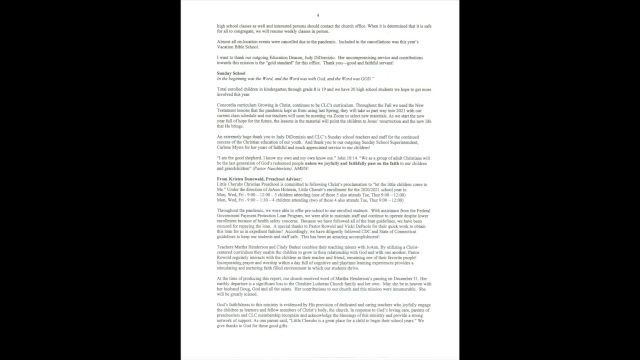 4
high school classes as well and interested persons should contact the church office. When it is determined that it is safe
for all to congregate, we will resume weekly classes in person.
Almost all recreation events were cancelled due to the pandemic. Included in the cancellations was this year's
Vacation Bible School.
I want to thank our outgoing Education Deacon, Judy DiDomizio. Her uncompromising service and contributions
towards this mission is the "gold standard" for this office. Thank you—good and faithful servant!
Sunday School
In the beginning was the Word, and the Word was with God, and the Word was GOD."
Total enrolled children in kindergarten through grade 8 is 19 and we have 20 high school students we hope to get more
involved this year.
Concordia curriculum Growing in Christ, continues to be CLC's curriculum. Throughout the Fall we used the New
Testament lessons that the pandemic kept us from using last Spring; they will take us part way into 2021 with our
current class schedule and our teachers will soon be meeting via Zoom to select new materials. As we start the new
year full of hope for the future, the lessons in the material will point the children to Jesus' resurrection and the new life
that He brings.
An extremely huge thank you to Judy DiDomizio and CLC's Sunday school teachers and staff for the continued
success of the Christian education of our youth. And thank you to our outgoing Sunday School Superintendent,
Carissa Myers for her years of faithful and much appreciated service to our children!
"I am the good shepherd. I know my own and my own know me." John 10:14. "We as a group of adult Christians will be
the last generation of God's redeemed people unless we joyfully and faithfully pass on the faith to our children
and grandchildren" AMEN!
From Kristen Donewald, Preschool Adviser:
Little Cherubs Christian Preschool is committed to following Christ's proclamation to "let the little children come to
Me." Under the direction of JoAnn Holzman, Little Cherub's enrollment for the 2020/2021 school year is
Mon, Wed, Fri - 9:00 – 12:00 - 5 children attending (one of those 5 also attends Tue, Thur 9:00 – 12:00)
Mon, Wed, Fri - 9:00 – 1:30 – 4 children attending (two of those 4 also attends Tue, Thur 9:00 – 12:00)
Throughout the pandemic, we were able to offer pre-school to our enrolled students. With assistance from the Federal
Government Payment Protection Loan Program, we were able to maintain staff and continue to operate despite lower
enrollment because of health safety concerns. Because we have followed all of the loan guidelines, we have been
excused for repaying the loan. A special thanks to Pastor Rowold and Vicki DePaolo for their quick work to obtain
this loan for us in expedient fashion! Accordingly, we have diligently followed CDC and State of Connecticut
guidelines to keep our students and staff safe. This has been an amazing accomplishment!
Teachers Martha Henderson and Cindy Barker combine their teaching talents with JoAnn. By utilizing a Christ-
centered curriculum they enable the children to grow in their relationship with God and with one another. Pastor
Rowold regularly interacts with the children as their teacher and friend, remaining one of their favorite people!
Incorporating prayer and worship within a day full of cognitive and playtime learning experiences provides a
stimulating and nurturing faith filled environment in which our students thrive.
At the time of producing this report, our church received word of Martha Henderson's passing on December 31. Her
earthly departure is a significant loss to the Cheshire Lutheran Church family and her own. May she be in heaven with
her husband Doug, God and all the saints. Her contributions to our church and this mission were innumerable. She
will be greatly missed.
God's faithfulness to this ministry is evidenced by His provision of dedicated and caring teachers who joyfully engage
the children as learners and fellow members of Christ's body, the church. In response to God's loving care, parents of
preschoolers and CLC membership recognize and acknowledge the blessings of this ministry and provide a strong
network of support. As one parent said, "Little Cherubs is a great place for a child to begin their school years." We
give thanks to God for these good gifts.